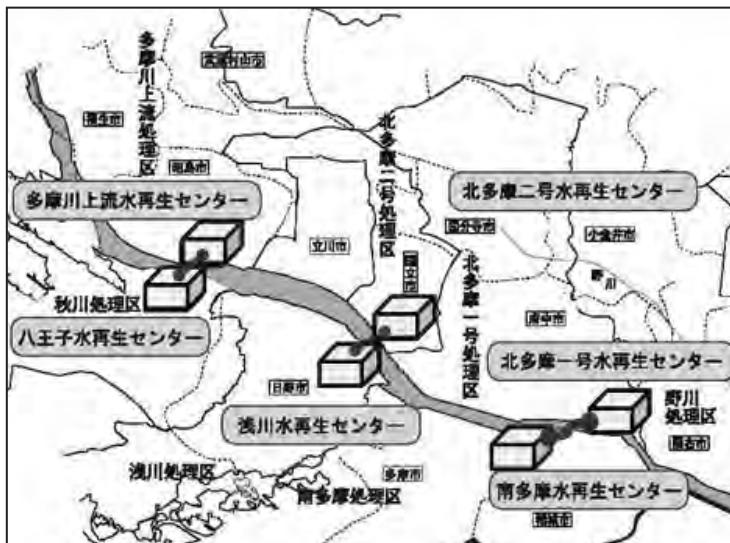 多摩川上流処理区
武蔵村山市
福生市
昭島市
北多摩二号処理区
多摩川上流水再生センター
北多摩二号水再生センター
立川市
国分寺市
小金井市
国立市
野川
北多摩一号処理区
府中市
秋川処理区
八王子水再生センター
北多摩一号水再生センター
日野市
野川
処理区
浅川水再生センター
浅川処理区
多摩市
南多摩処理区
南多摩水再生センター
稲城市